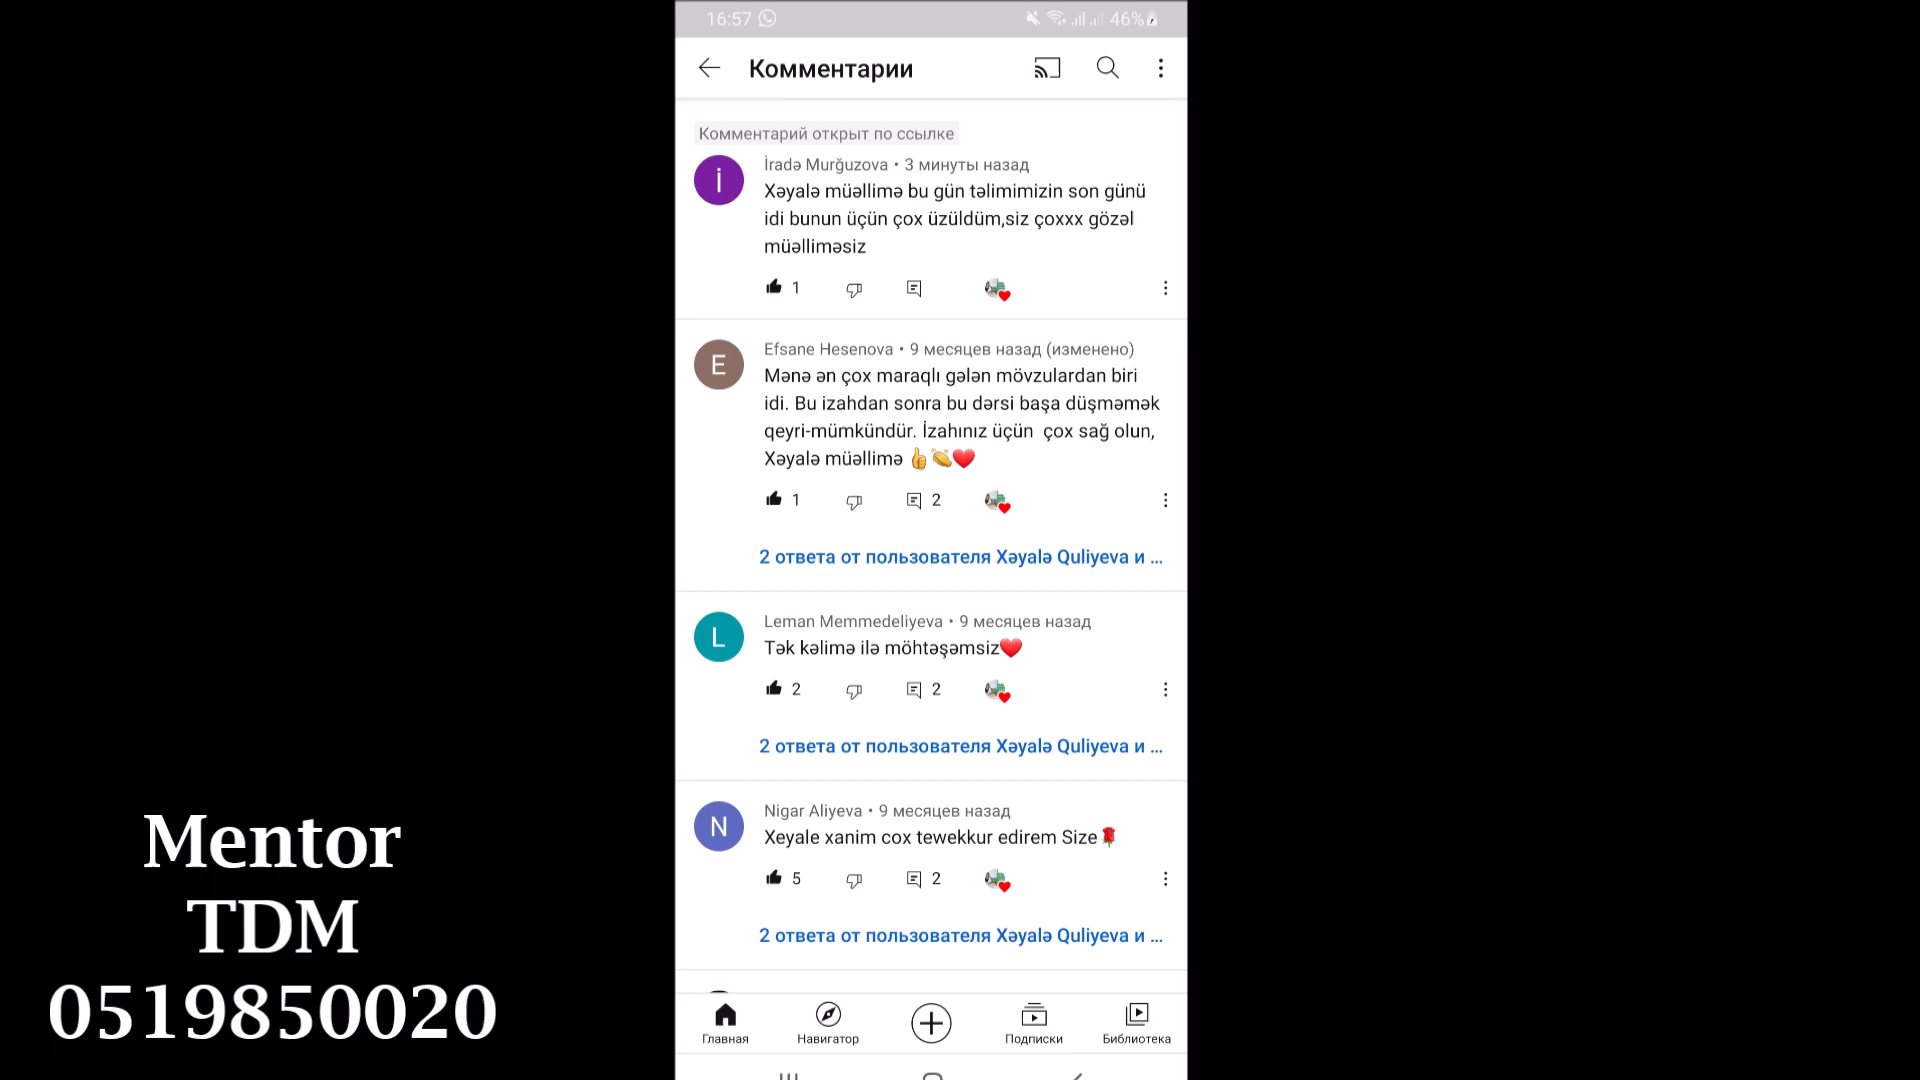 16:57
46%
Комментарии
Комментарий открыт по ссылке
İradə Murğuzova • 3 минуты назад
Xəyalə müəllimə bu gün təlimimizin son günü
idi bunun üçün çox üzüldüm,siz çoxxx gözəl
müəlliməsiz
1
Efsane Hesenova • 9 месяцев назад (изменено)
Mənə ən çox maraqlı gələn mövzulardan biri
idi. Bu izahdan sonra bu dərsi başa düşməmək
qeyri-mümkündür. İzahınız üçün çox sağ olun,
Xəyalə müəllimə 👍👏❤️
1 2
2 ответа от пользователя Xəyalə Quliyeva и ...
Leman Memmedeliyeva • 9 месяцев назад
Tək kəlimə ilə möhtəşəmsiz❤️
2 2
2 ответа от пользователя Xəyalə Quliyeva и ...
Nigar Aliyeva • 9 месяцев назад
Xeyale xanim cox tewekkur edirem Size🌹
5 2
2 ответа от пользователя Xəyalə Quliyeva и ...
Главная Навигатор Подписки Библиотека
İ
E
L
N
Mentor
TDM
0519850020